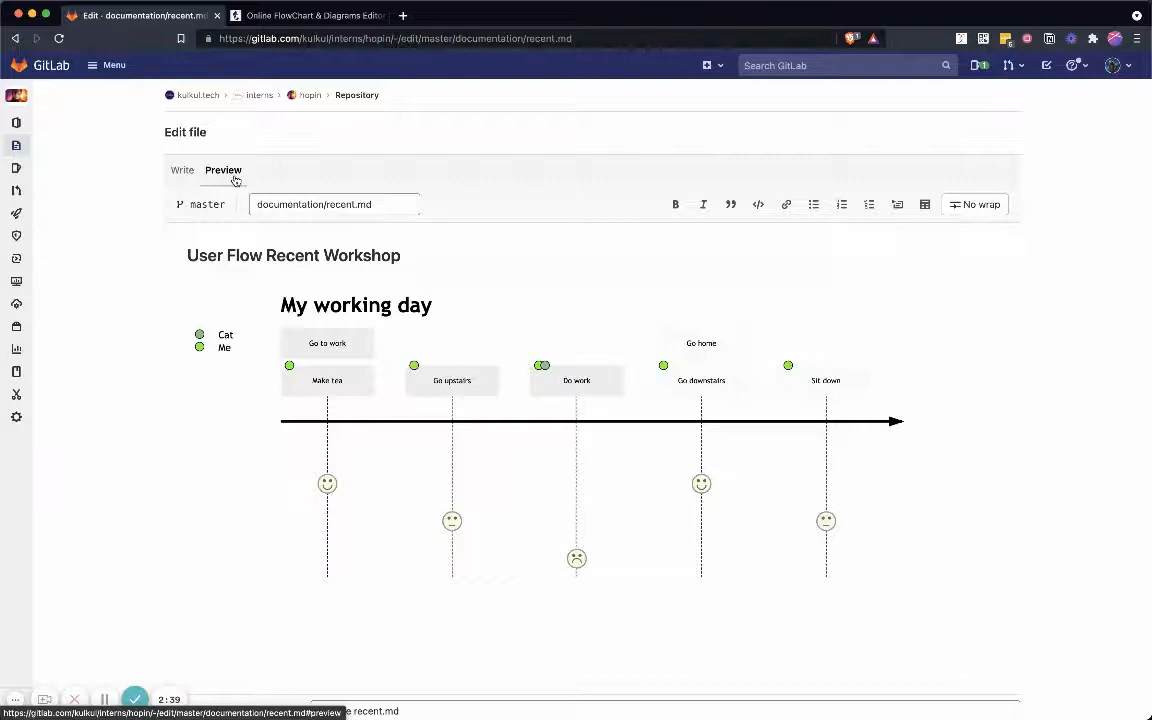 Edit · documentation/recent.md
Online FlowChart & Diagrams Editor
https://gitlab.com/kulkul/interns/hopin/-/edit/master/documentation/recent.md
GitLab
Menu
Search GitLab
kulkul.tech
interns
hopin
Repository
Edit file
Write
Preview
master
documentation/recent.md
No wrap
User Flow Recent Workshop
My working day
Cat
Me
Go to work
Go home
Make tea
Go upstairs
Do work
Go downstairs
Sit down
2:39
https://gitlab.com/kulkul/interns/hopin/-/edit/master/documentation/recent.md#preview
e recent.md